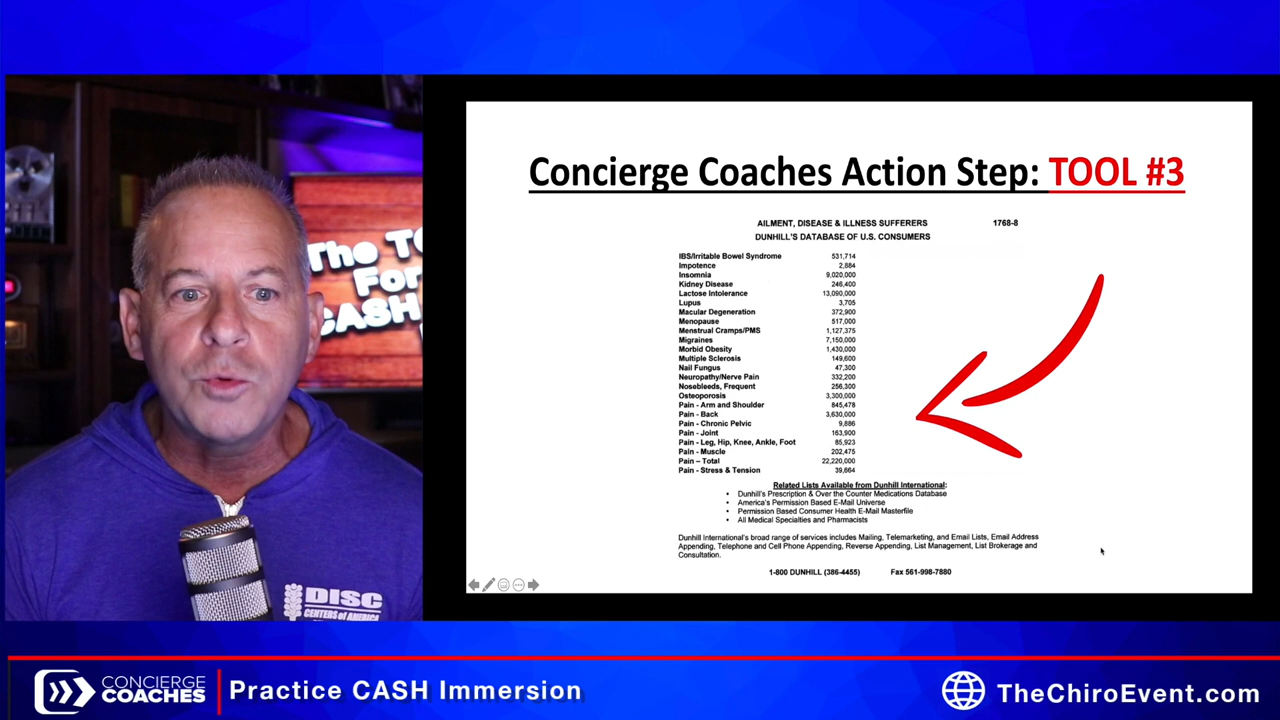 The TO
For
CASH
DISC
CENTERS of AMERICA
Concierge Coaches Action Step: TOOL #3
AILMENT, DISEASE & ILLNESS SUFFERERS 1768-8
DUNHILL'S DATABASE OF U.S. CONSUMERS
IBS/Irritable Bowel Syndrome 531,714
Impotence 2,884
Insomnia 9,020,000
Kidney Disease 246,400
Lactose Intolerance 13,090,000
Lupus 3,705
Macular Degeneration 372,900
Menopause 517,000
Menstrual Cramps/PMS 1,127,375
Migraines 7,150,000
Morbid Obesity 1,430,000
Multiple Sclerosis 149,600
Nail Fungus 47,300
Neuropathy/Nerve Pain 332,200
Nosebleeds, Frequent 256,300
Osteoporosis 3,300,000
Pain - Arm and Shoulder 845,478
Pain - Back 3,630,000
Pain - Chronic Pelvic 9,886
Pain - Joint 163,900
Pain - Leg, Hip, Knee, Ankle, Foot 85,923
Pain - Muscle 202,475
Pain – Total 22,220,000
Pain - Stress & Tension 39,664
Related Lists Available from Dunhill International:
• Dunhill's Prescription & Over the Counter Medications Database
• America's Permission Based E-Mail Universe
• Permission Based Consumer Health E-Mail Masterfile
• All Medical Specialties and Pharmacists
Dunhill International's broad range of services includes Mailing, Telemarketing, and Email Lists, Email Address
Appending, Telephone and Cell Phone Appending, Reverse Appending, List Management, List Brokerage and
Consultation.
1-800 DUNHILL (386-4455) Fax 561-998-7880
CONCIERGE
COACHES
Practice CASH Immersion
TheChiroEvent.com